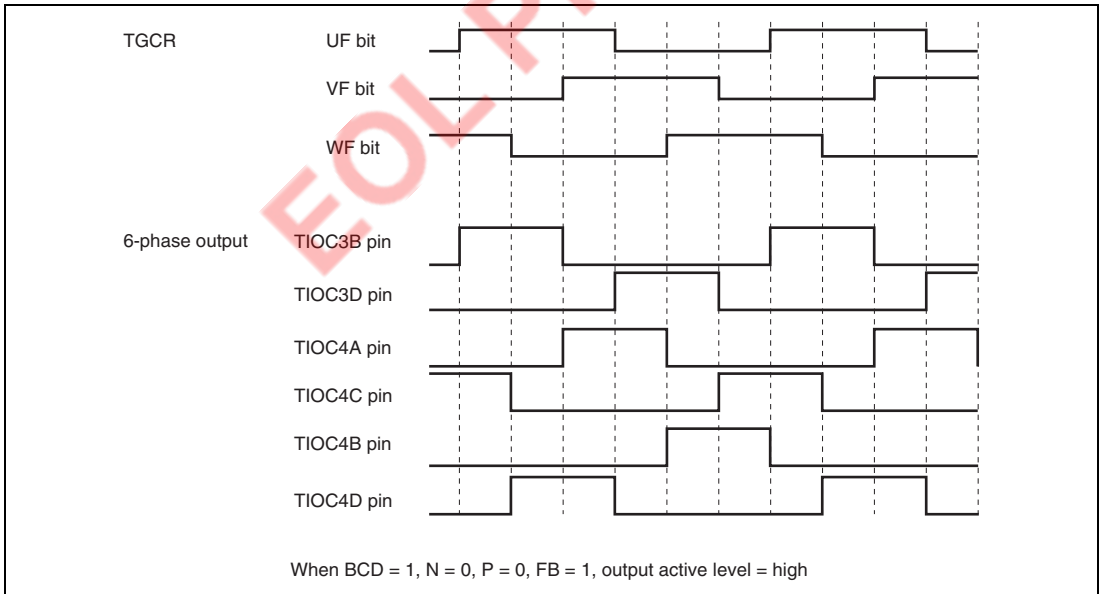 TGCR UF bit
VF bit
WF bit
6-phase output TIOC3B pin
TIOC3D pin
TIOC4A pin
TIOC4C pin
TIOC4B pin
TIOC4D pin
When BCD = 1, N = 0, P = 0, FB = 1, output active level = high
EOL